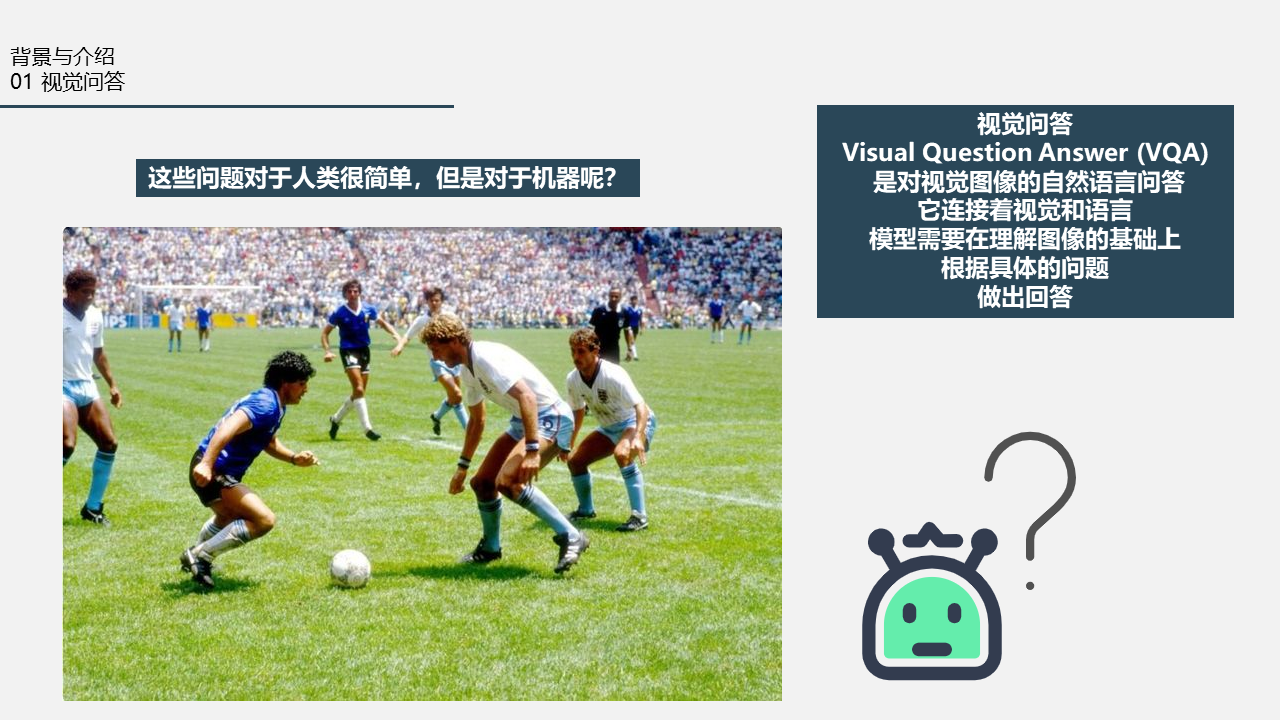 背景与介绍
01 视觉问答
这些问题对于人类很简单，但是对于机器呢？
视觉问答
Visual Question Answer (VQA)
是对视觉图像的自然语言问答
它连接着视觉和语言
模型需要在理解图像的基础上
根据具体的问题
做出回答